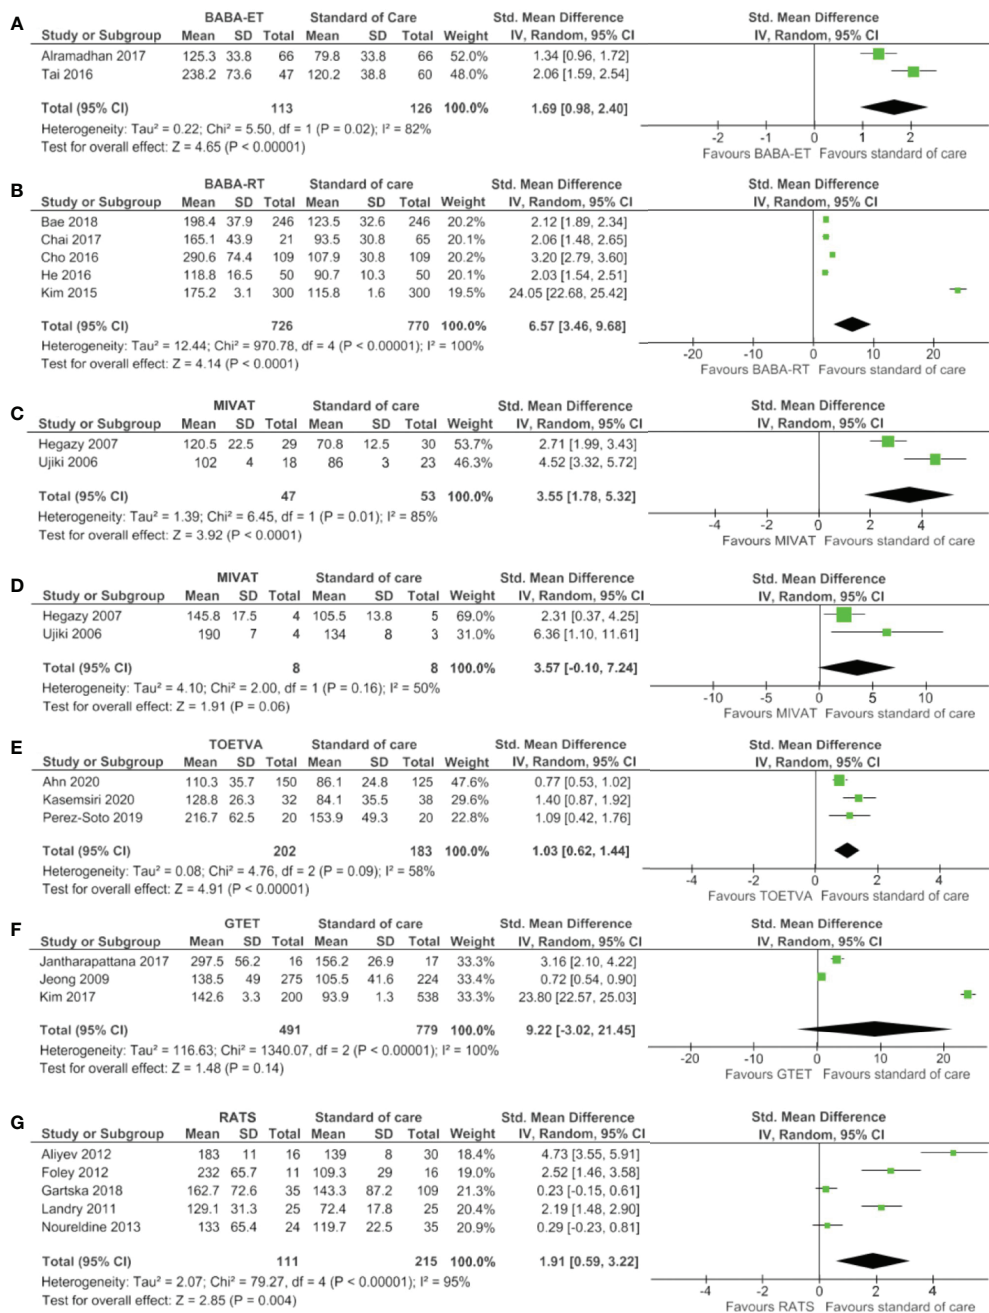 A
BABA-ET Standard of Care Std. Mean Difference Std. Mean Difference
Study or Subgroup Mean SD Total Mean SD Total Weight IV, Random, 95% CI IV, Random, 95% CI
Alramadhan 2017 125.3 33.8 66 79.8 33.8 66 52.0% 1.34 [0.96, 1.72]
Tai 2016 238.2 73.6 47 120.2 38.8 60 48.0% 2.06 [1.59, 2.54]
Total (95% CI) 113 126 100.0% 1.69 [0.98, 2.40]
Heterogeneity: Tau² = 0.22; Chi² = 5.50, df = 1 (P = 0.02); I² = 82%
Test for overall effect: Z = 4.65 (P < 0.00001)
-2 -1 0 1 2
Favours BABA-ET Favours standard of care
B
BABA-RT Standard of care Std. Mean Difference Std. Mean Difference
Study or Subgroup Mean SD Total Mean SD Total Weight IV, Random, 95% CI IV, Random, 95% CI
Bae 2018 198.4 37.9 246 123.5 32.6 246 20.2% 2.12 [1.89, 2.34]
Chai 2017 165.1 43.9 21 93.5 30.8 65 20.1% 2.06 [1.48, 2.65]
Cho 2016 290.6 74.4 109 107.9 30.8 109 20.2% 3.20 [2.79, 3.60]
He 2016 118.8 16.5 50 90.7 10.3 50 20.1% 2.03 [1.54, 2.51]
Kim 2015 175.2 3.1 300 115.8 1.6 300 19.5% 24.05 [22.68, 25.42]
Total (95% CI) 726 770 100.0% 6.57 [3.46, 9.68]
Heterogeneity: Tau² = 12.44; Chi² = 970.78, df = 4 (P < 0.00001); I² = 100%
Test for overall effect: Z = 4.14 (P < 0.0001)
-20 -10 0 10 20
Favours BABA-RT Favours standard of care
C
MIVAT Standard of care Std. Mean Difference Std. Mean Difference
Study or Subgroup Mean SD Total Mean SD Total Weight IV, Random, 95% CI IV, Random, 95% CI
Hegazy 2007 120.5 22.5 29 70.8 12.5 30 53.7% 2.71 [1.99, 3.43]
Ujiki 2006 102 4 18 86 3 23 46.3% 4.52 [3.32, 5.72]
Total (95% CI) 47 53 100.0% 3.55 [1.78, 5.32]
Heterogeneity: Tau² = 1.39; Chi² = 6.45, df = 1 (P = 0.01); I² = 85%
Test for overall effect: Z = 3.92 (P < 0.0001)
-4 -2 0 2 4
Favours MIVAT Favours standard of care
D
MIVAT Standard of care Std. Mean Difference Std. Mean Difference
Study or Subgroup Mean SD Total Mean SD Total Weight IV, Random, 95% CI IV, Random, 95% CI
Hegazy 2007 145.8 17.5 4 105.5 13.8 5 69.0% 2.31 [0.37, 4.25]
Ujiki 2006 190 7 4 134 8 3 31.0% 6.36 [1.10, 11.61]
Total (95% CI) 8 8 100.0% 3.57 [-0.10, 7.24]
Heterogeneity: Tau² = 4.10; Chi² = 2.00, df = 1 (P = 0.16); I² = 50%
Test for overall effect: Z = 1.91 (P = 0.06)
-10 -5 0 5 10
Favours MIVAT Favours standard of care
E
TOETVA Standard of care Std. Mean Difference Std. Mean Difference
Study or Subgroup Mean SD Total Mean SD Total Weight IV, Random, 95% CI IV, Random, 95% CI
Ahn 2020 110.3 35.7 150 86.1 24.8 125 47.6% 0.77 [0.53, 1.02]
Kasemsiri 2020 128.8 26.3 32 84.1 35.5 38 29.6% 1.40 [0.87, 1.92]
Perez-Soto 2019 216.7 62.5 20 153.9 49.3 20 22.8% 1.09 [0.42, 1.76]
Total (95% CI) 202 183 100.0% 1.03 [0.62, 1.44]
Heterogeneity: Tau² = 0.08; Chi² = 4.76, df = 2 (P = 0.09); I² = 58%
Test for overall effect: Z = 4.91 (P < 0.00001)
-4 -2 0 2 4
Favours TOETVA Favours standard of care
F
GTET Standard of care Std. Mean Difference Std. Mean Difference
Study or Subgroup Mean SD Total Mean SD Total Weight IV, Random, 95% CI IV, Random, 95% CI
Jantharapattana 2017 297.5 56.2 16 156.2 26.9 17 33.3% 3.16 [2.10, 4.22]
Jeong 2009 138.5 49 275 105.5 41.6 224 33.4% 0.72 [0.54, 0.90]
Kim 2017 142.6 3.3 200 93.9 1.3 538 33.3% 23.80 [22.57, 25.03]
Total (95% CI) 491 779 100.0% 9.22 [-3.02, 21.45]
Heterogeneity: Tau² = 116.63; Chi² = 1340.07, df = 2 (P < 0.00001); I² = 100%
Test for overall effect: Z = 1.48 (P = 0.14)
-20 -10 0 10 20
Favours GTET Favours standard of care
G
RATS Standard of care Std. Mean Difference Std. Mean Difference
Study or Subgroup Mean SD Total Mean SD Total Weight IV, Random, 95% CI IV, Random, 95% CI
Aliyev 2012 183 11 16 139 8 30 18.4% 4.73 [3.55, 5.91]
Foley 2012 232 65.7 11 109.3 29 16 19.0% 2.52 [1.46, 3.58]
Gartska 2018 162.7 72.6 35 143.3 87.2 109 21.3% 0.23 [-0.15, 0.61]
Landry 2011 129.1 31.3 25 72.4 17.8 25 20.4% 2.19 [1.48, 2.90]
Noureldine 2013 133 65.4 24 119.7 22.5 35 20.9% 0.29 [-0.23, 0.81]
Total (95% CI) 111 215 100.0% 1.91 [0.59, 3.22]
Heterogeneity: Tau² = 2.07; Chi² = 79.27, df = 4 (P < 0.00001); I² = 95%
Test for overall effect: Z = 2.85 (P = 0.004)
-4 -2 0 2 4
Favours RATS Favours standard of care